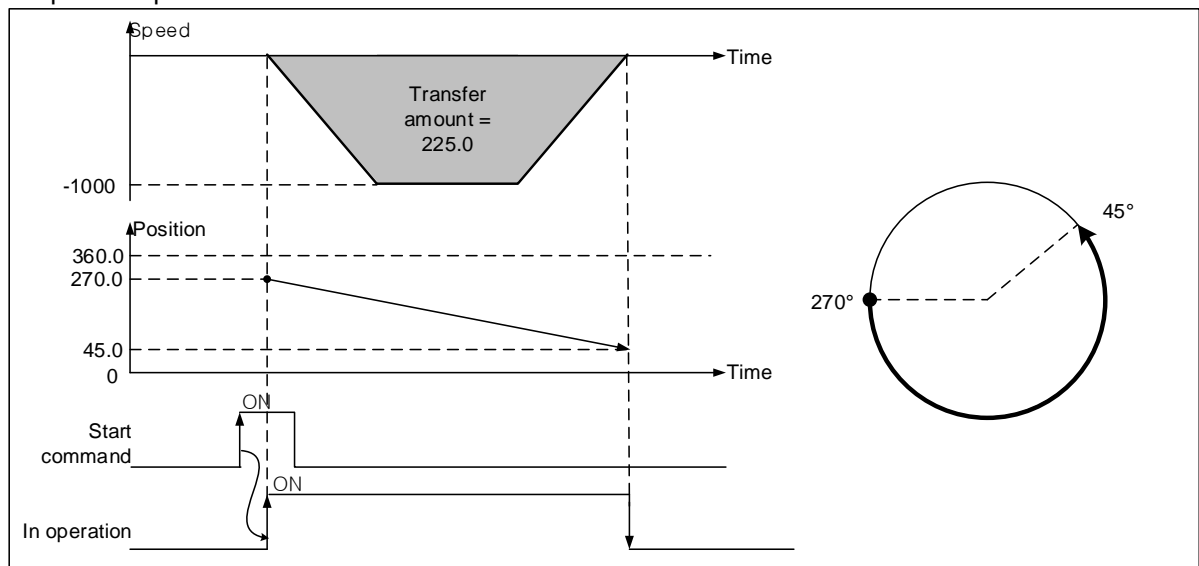 Speed
Time
Transfer
amount =
225.0
-1000
Position
360.0
270.0
45.0
0
Time
45°
270°
ON
Start
command
ON
In operation